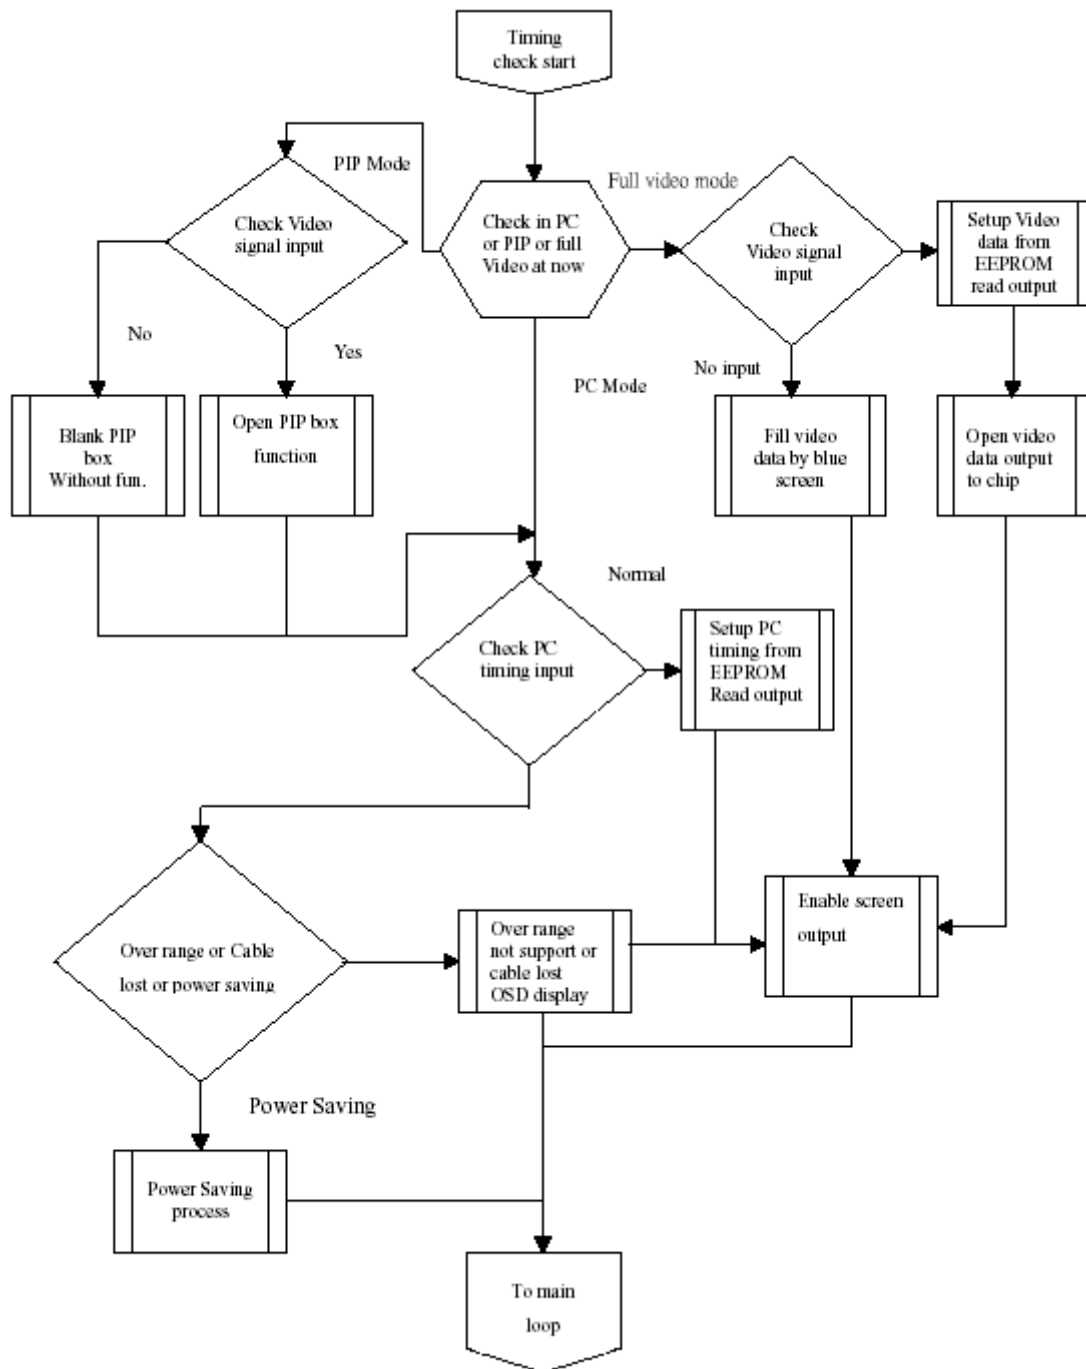 Timing
check start
PIP Mode
Full video mode
Check Video
signal input
Check in PC
or PIP or full
Video at now
Check
Video signal
input
Setup Video
data from
EEPROM
read output
No
Yes
PC Mode
No input
Blank PIP
box
Without fun.
Open PIP box
function
Fill video
data by blue
screen
Open video
data output
to chip
Normal
Check PC
timing input
Setup PC
timing from
EEPROM
Read output
Over range or Cable
lost or power saving
Over range
not support or
cable lost
OSD display
Enable screen
output
Power Saving
Power Saving
process
To main
loop